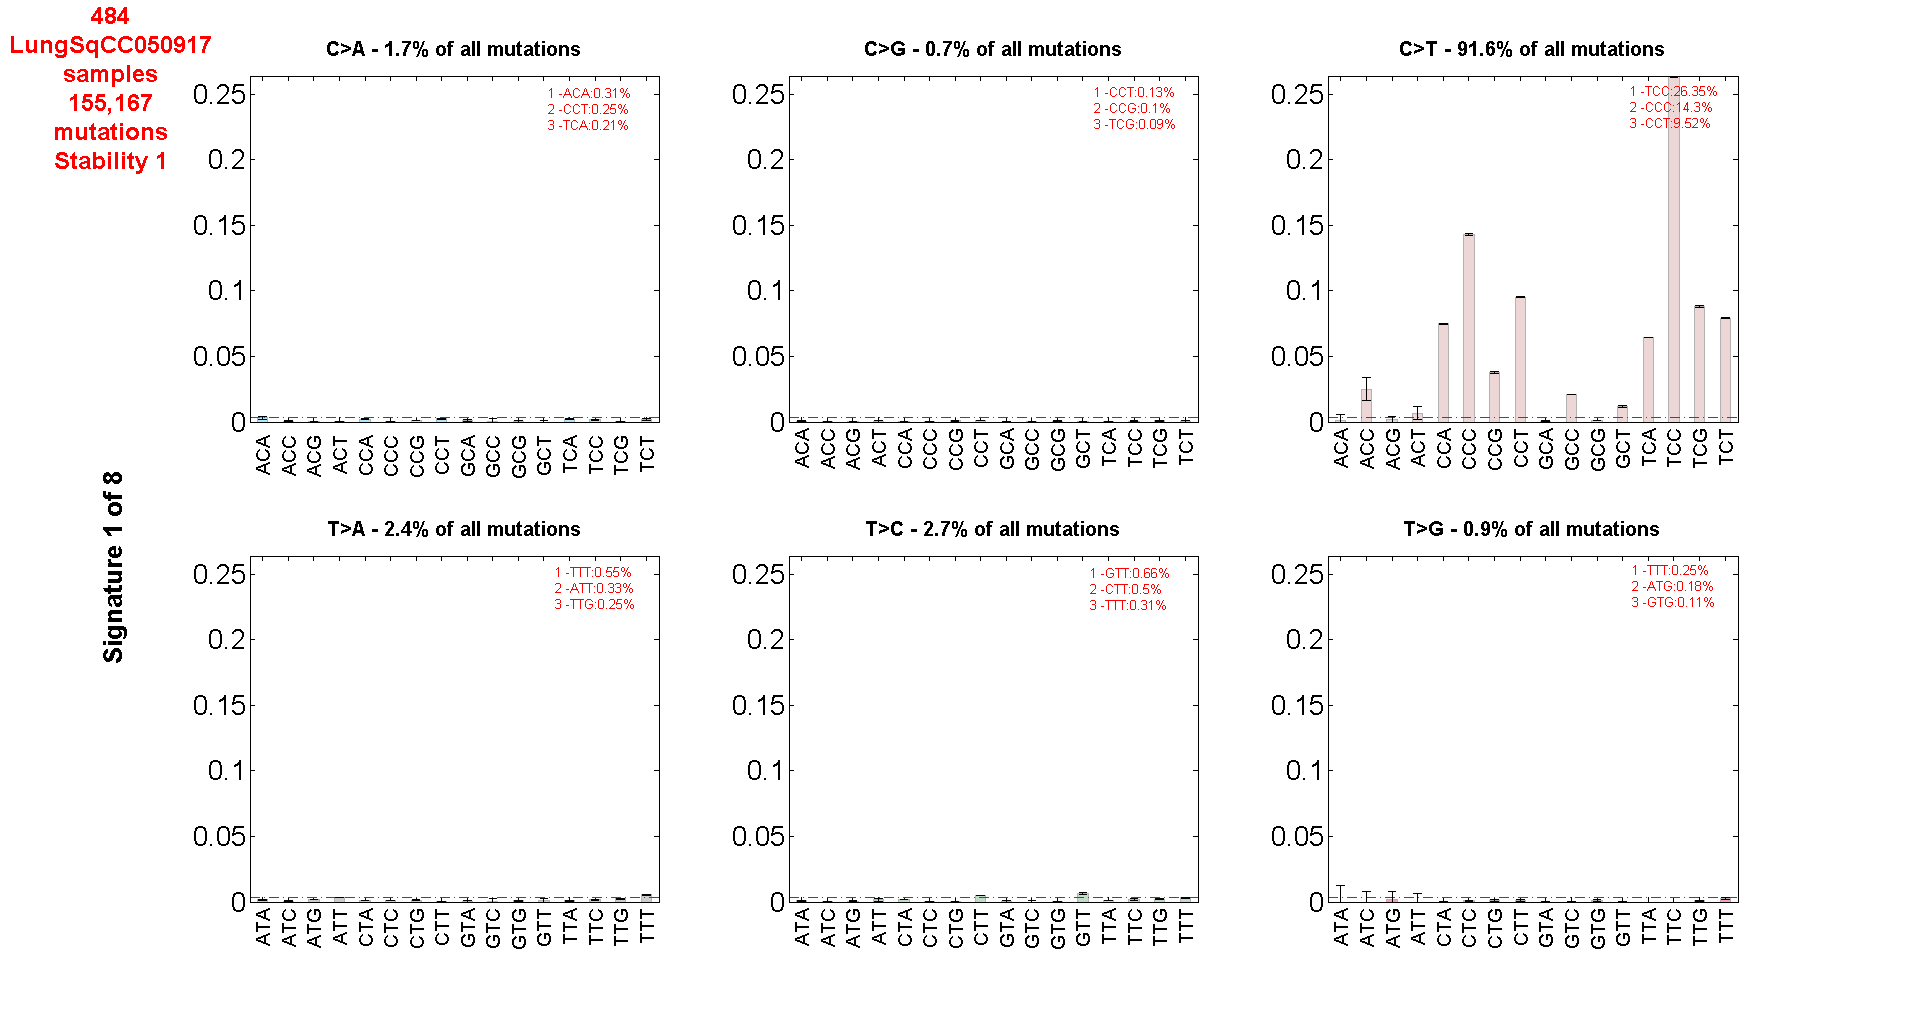 484
LungSqCC050917
samples
155,167
mutations
Stability 1
Signature 1 of 8
C>A - 1.7% of all mutations
1 -ACA:0.31%
2 -CCT:0.25%
3 -TCA:0.21%
0.25
0.2
0.15
0.1
0.05
0
ACA ACC ACG ACT CCA CCC CCG CCT GCA GCC GCG GCT TCA TCC TCG TCT
C>G - 0.7% of all mutations
1 -CCT:0.13%
2 -CCG:0.1%
3 -TCG:0.09%
0.25
0.2
0.15
0.1
0.05
0
ACA ACC ACG ACT CCA CCC CCG CCT GCA GCC GCG GCT TCA TCC TCG TCT
C>T - 91.6% of all mutations
1 -TCC:26.35%
2 -CCC:14.3%
3 -CCT:9.52%
0.25
0.2
0.15
0.1
0.05
0
ACA ACC ACG ACT CCA CCC CCG CCT GCA GCC GCG GCT TCA TCC TCG TCT
T>A - 2.4% of all mutations
1 -TTT:0.55%
2 -ATT:0.33%
3 -TTG:0.25%
0.25
0.2
0.15
0.1
0.05
0
ATA ATC ATG ATT CTA CTC CTG CTT GTA GTC GTG GTT TTA TTC TTG TTT
T>C - 2.7% of all mutations
1 -GTT:0.66%
2 -CTT:0.5%
3 -TTT:0.31%
0.25
0.2
0.15
0.1
0.05
0
ATA ATC ATG ATT CTA CTC CTG CTT GTA GTC GTG GTT TTA TTC TTG TTT
T>G - 0.9% of all mutations
1 -TTT:0.25%
2 -ATG:0.18%
3 -GTG:0.11%
0.25
0.2
0.15
0.1
0.05
0
ATA ATC ATG ATT CTA CTC CTG CTT GTA GTC GTG GTT TTA TTC TTG TTT